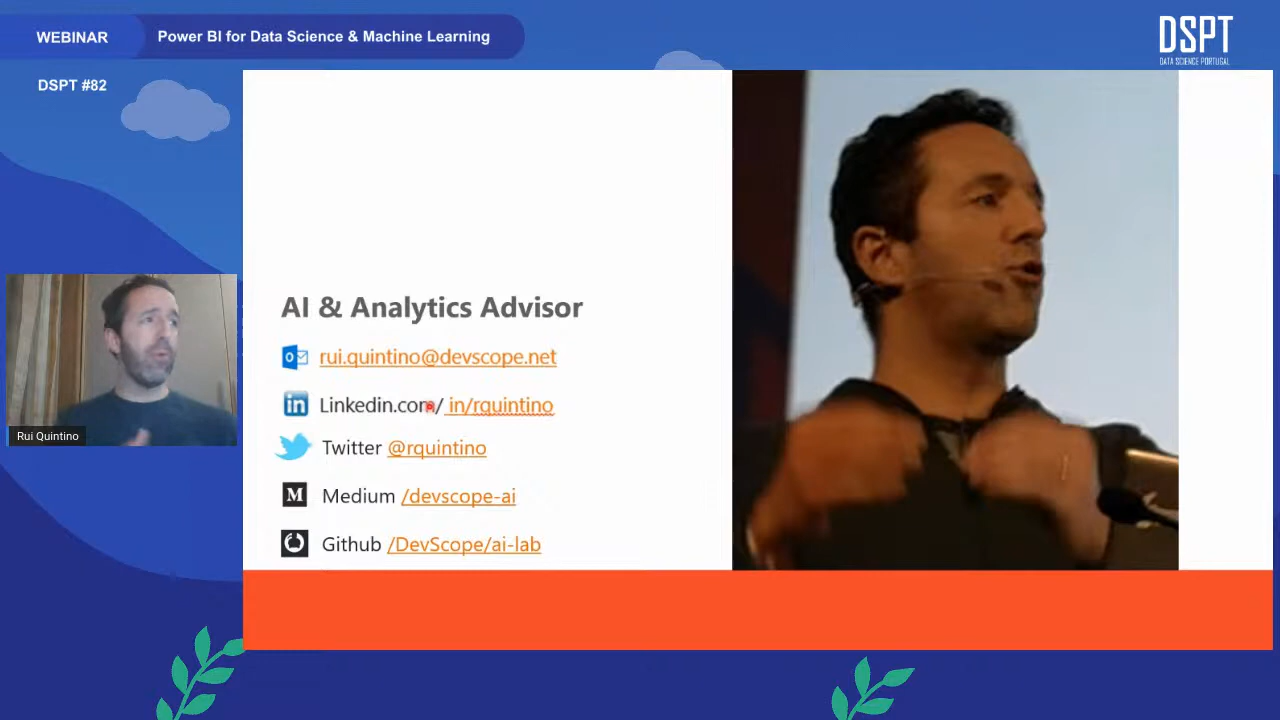 WEBINAR
Power BI for Data Science & Machine Learning
DSPT
DATA SCIENCE PORTUGAL
DSPT #82
AI & Analytics Advisor
rui.quintino@devscope.net
in Linkedin.com/ in/rquintino
Twitter @rquintino
M Medium /devscope-ai
Github /DevScope/ai-lab
Rui Quintino